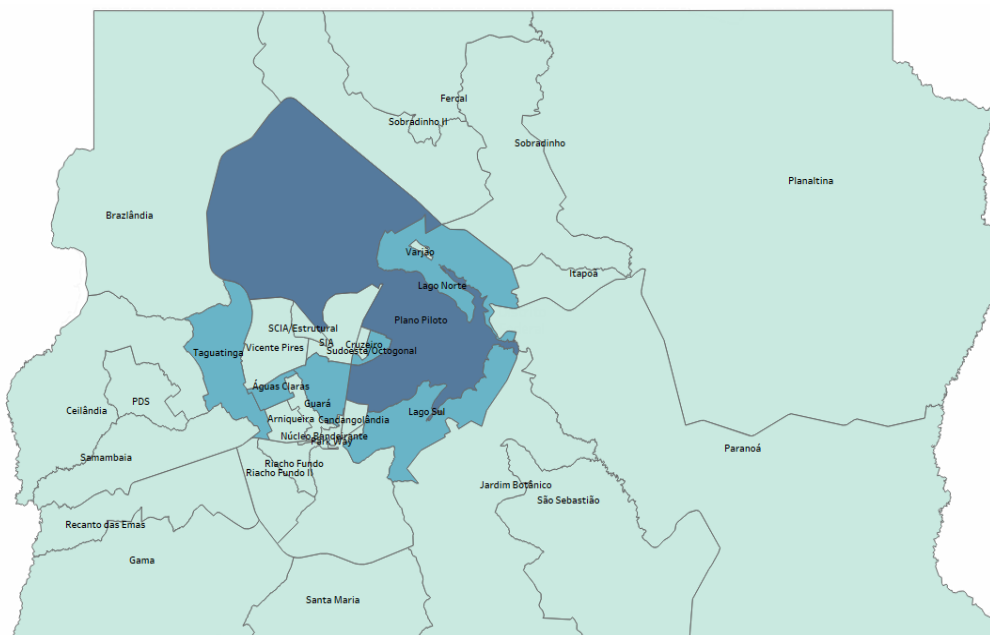 Fercal
Sobradinho II
Sobradinho
Planaltina
Brazlândia
Varjão
Itapoã
Lago Norte
Plano Piloto
SCIA/Estrutural
SIA
Cruzeiro
Vicente Pires
Sudoeste/Octogonal
Taguatinga
Águas Claras
PDS
Guará
Ceilândia
Lago Sul
Arniqueira
Candangolândia
Núcleo Bandeirante
Park Way
Paranoá
Samambaia
Riacho Fundo
Riacho Fundo II
Jardim Botânico
São Sebastião
Recanto das Emas
Gama
Santa Maria